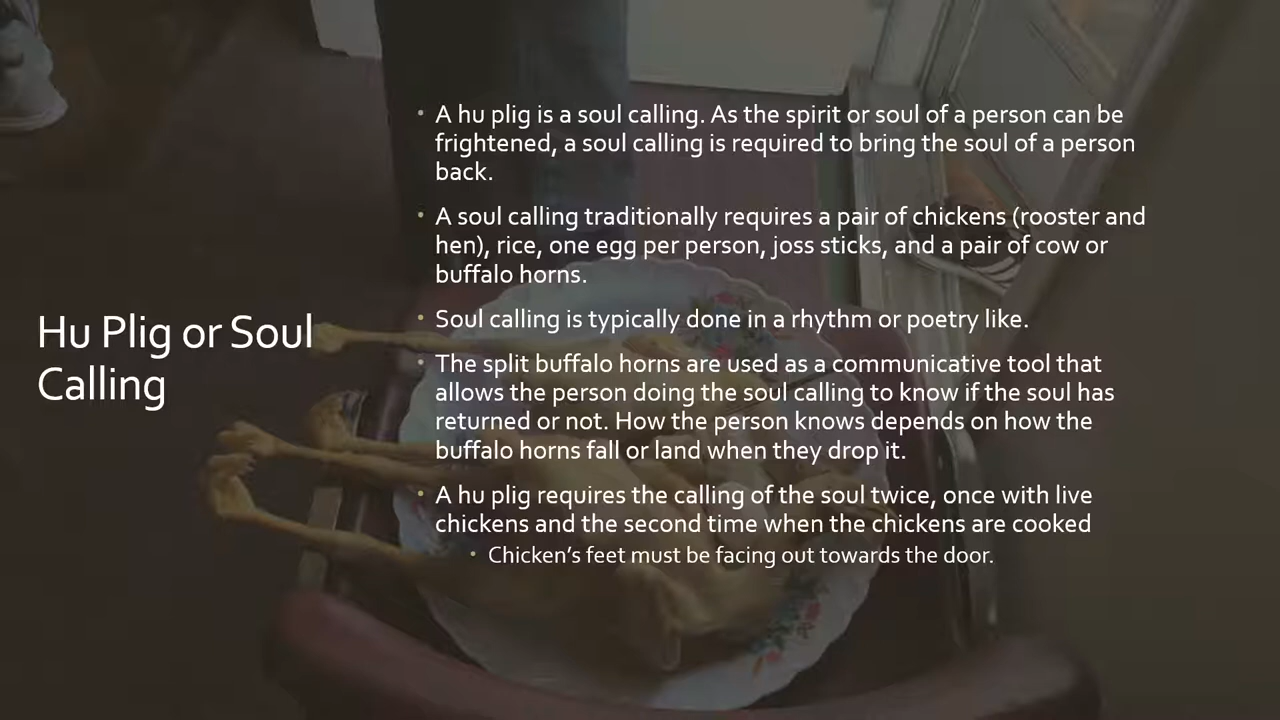 Hu Plig or Soul
Calling
• A hu plig is a soul calling. As the spirit or soul of a person can be
frightened, a soul calling is required to bring the soul of a person
back.
• A soul calling traditionally requires a pair of chickens (rooster and
hen), rice, one egg per person, joss sticks, and a pair of cow or
buffalo horns.
• Soul calling is typically done in a rhythm or poetry like.
• The split buffalo horns are used as a communicative tool that
allows the person doing the soul calling to know if the soul has
returned or not. How the person knows depends on how the
buffalo horns fall or land when they drop it.
• A hu plig requires the calling of the soul twice, once with live
chickens and the second time when the chickens are cooked
• Chicken’s feet must be facing out towards the door.